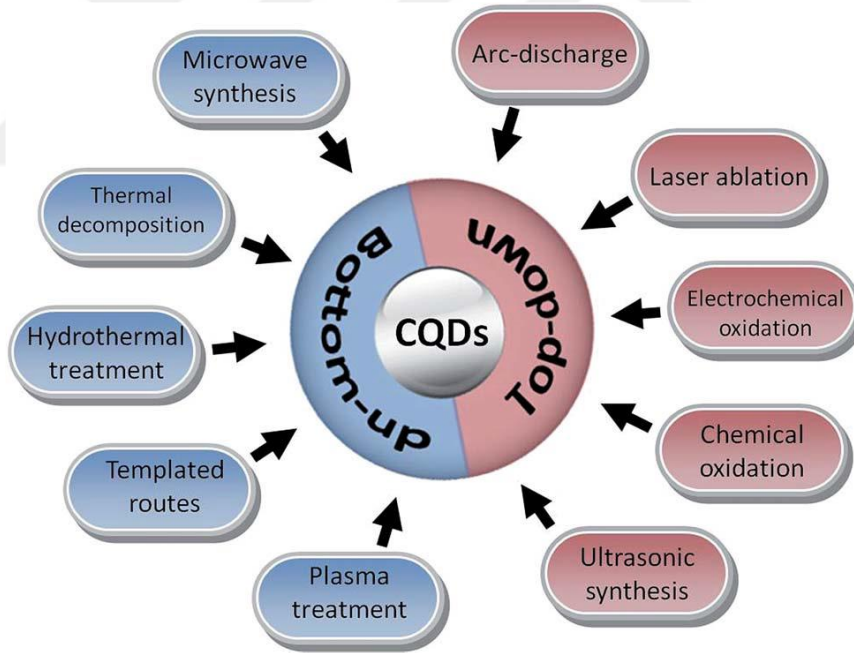 Microwave
synthesis
Arc-discharge
Thermal
decomposition
Laser ablation
Hydrothermal
treatment
Electrochemical
oxidation
Templated
routes
Chemical
oxidation
Plasma
treatment
Ultrasonic
synthesis
Bottom-up
Top-down
CQDs